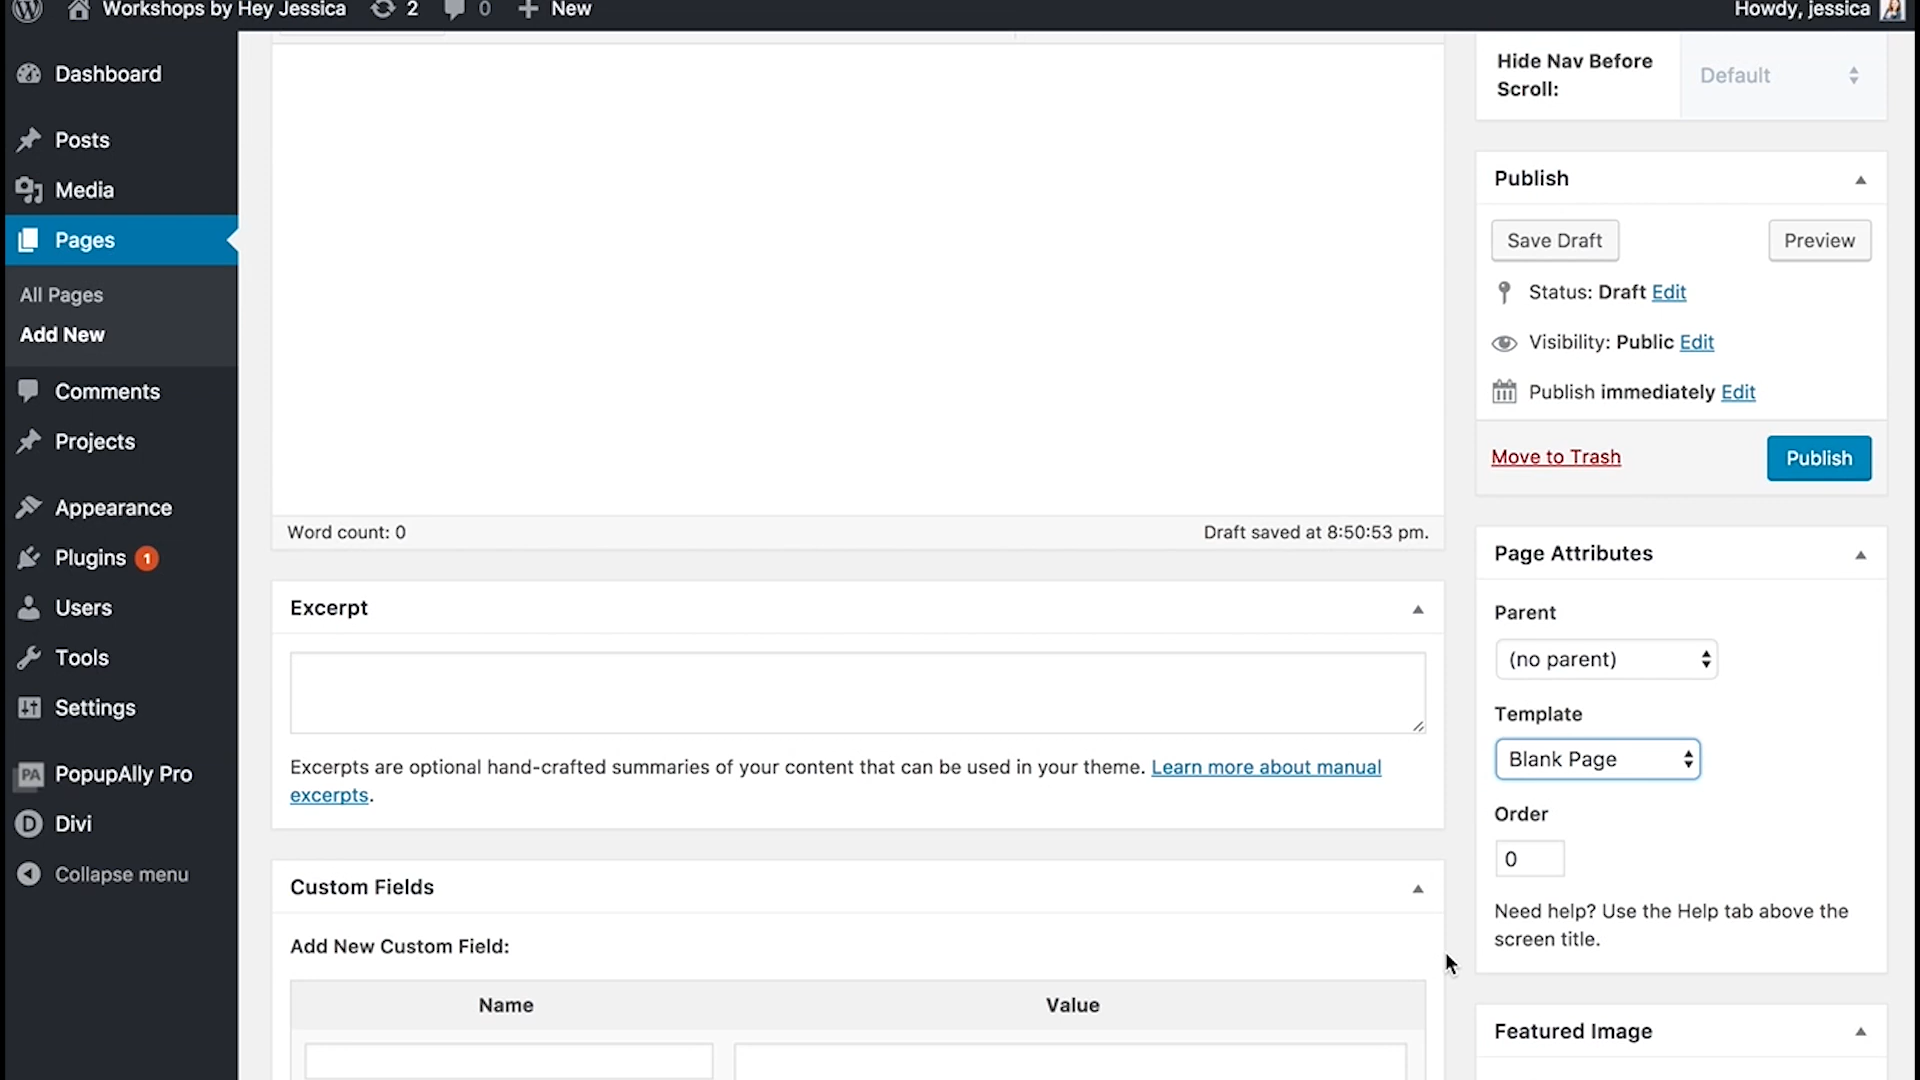 Workshops by Hey Jessica 2 0 New Howdy, jessica
Dashboard
Posts
Media
Pages
All Pages
Add New
Comments
Projects
Appearance
Plugins 1
Users
Tools
Settings
PA PopupAlly Pro
D Divi
Collapse menu
Word count: 0 Draft saved at 8:50:53 pm.
Excerpt
Excerpts are optional hand-crafted summaries of your content that can be used in your theme. Learn more about manual
excerpts.
Custom Fields
Add New Custom Field:
Name Value
Hide Nav Before
Scroll:
Default
Publish
Save Draft Preview
Status: Draft Edit
Visibility: Public Edit
Publish immediately Edit
Move to Trash Publish
Page Attributes
Parent
(no parent)
Template
Blank Page
Order
0
Need help? Use the Help tab above the
screen title.
Featured Image